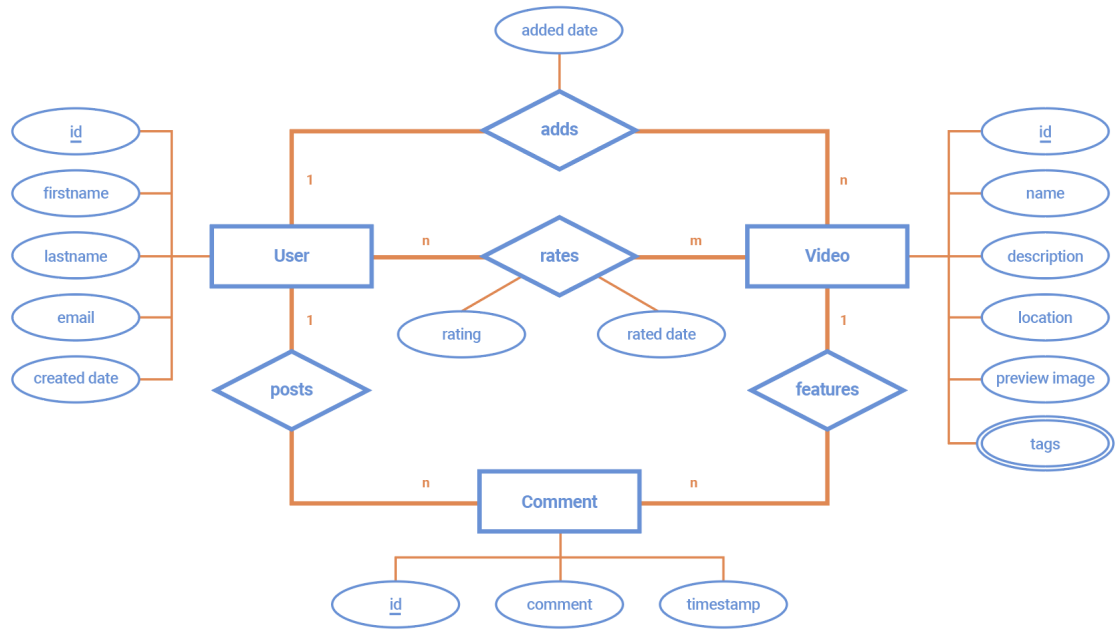 added date
adds
id
id
1
n
firstname
name
n
m
User
rates
Video
lastname
description
email
1
rating
rated date
1
location
created date
posts
features
preview image
tags
n
n
Comment
id
comment
timestamp